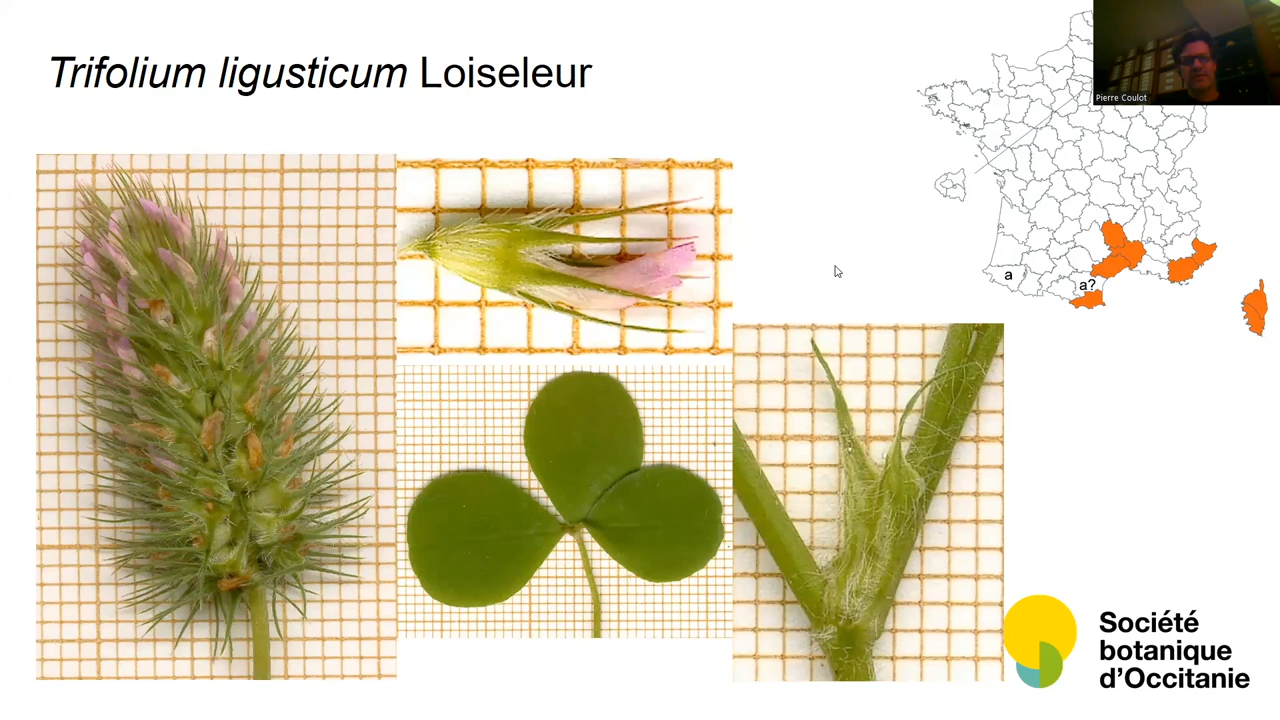 Trifolium ligusticum Loiseleur
Pierre Coulot
a
a?
Société
botanique
d'Occitanie